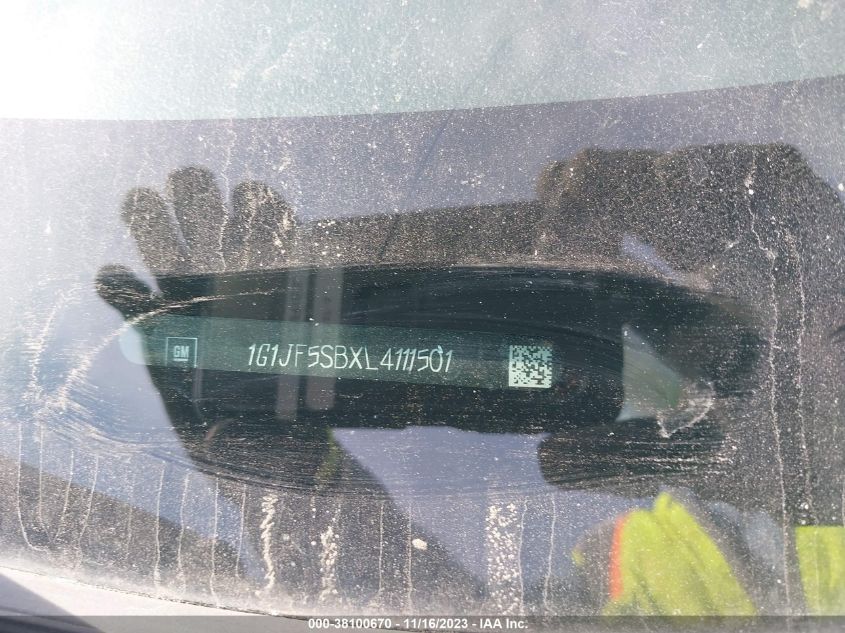 GM 1G1JF5SBXL4111501
000-38100670 - 11/16/2023 - IAA Inc.